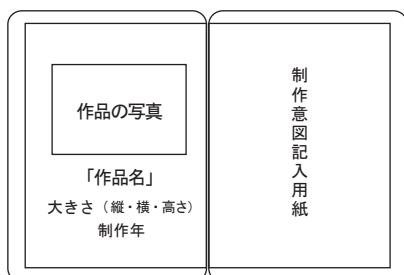 作品の写真
「作品名」
大きさ（縦・横・高さ）
制作年
制作意図記入用紙